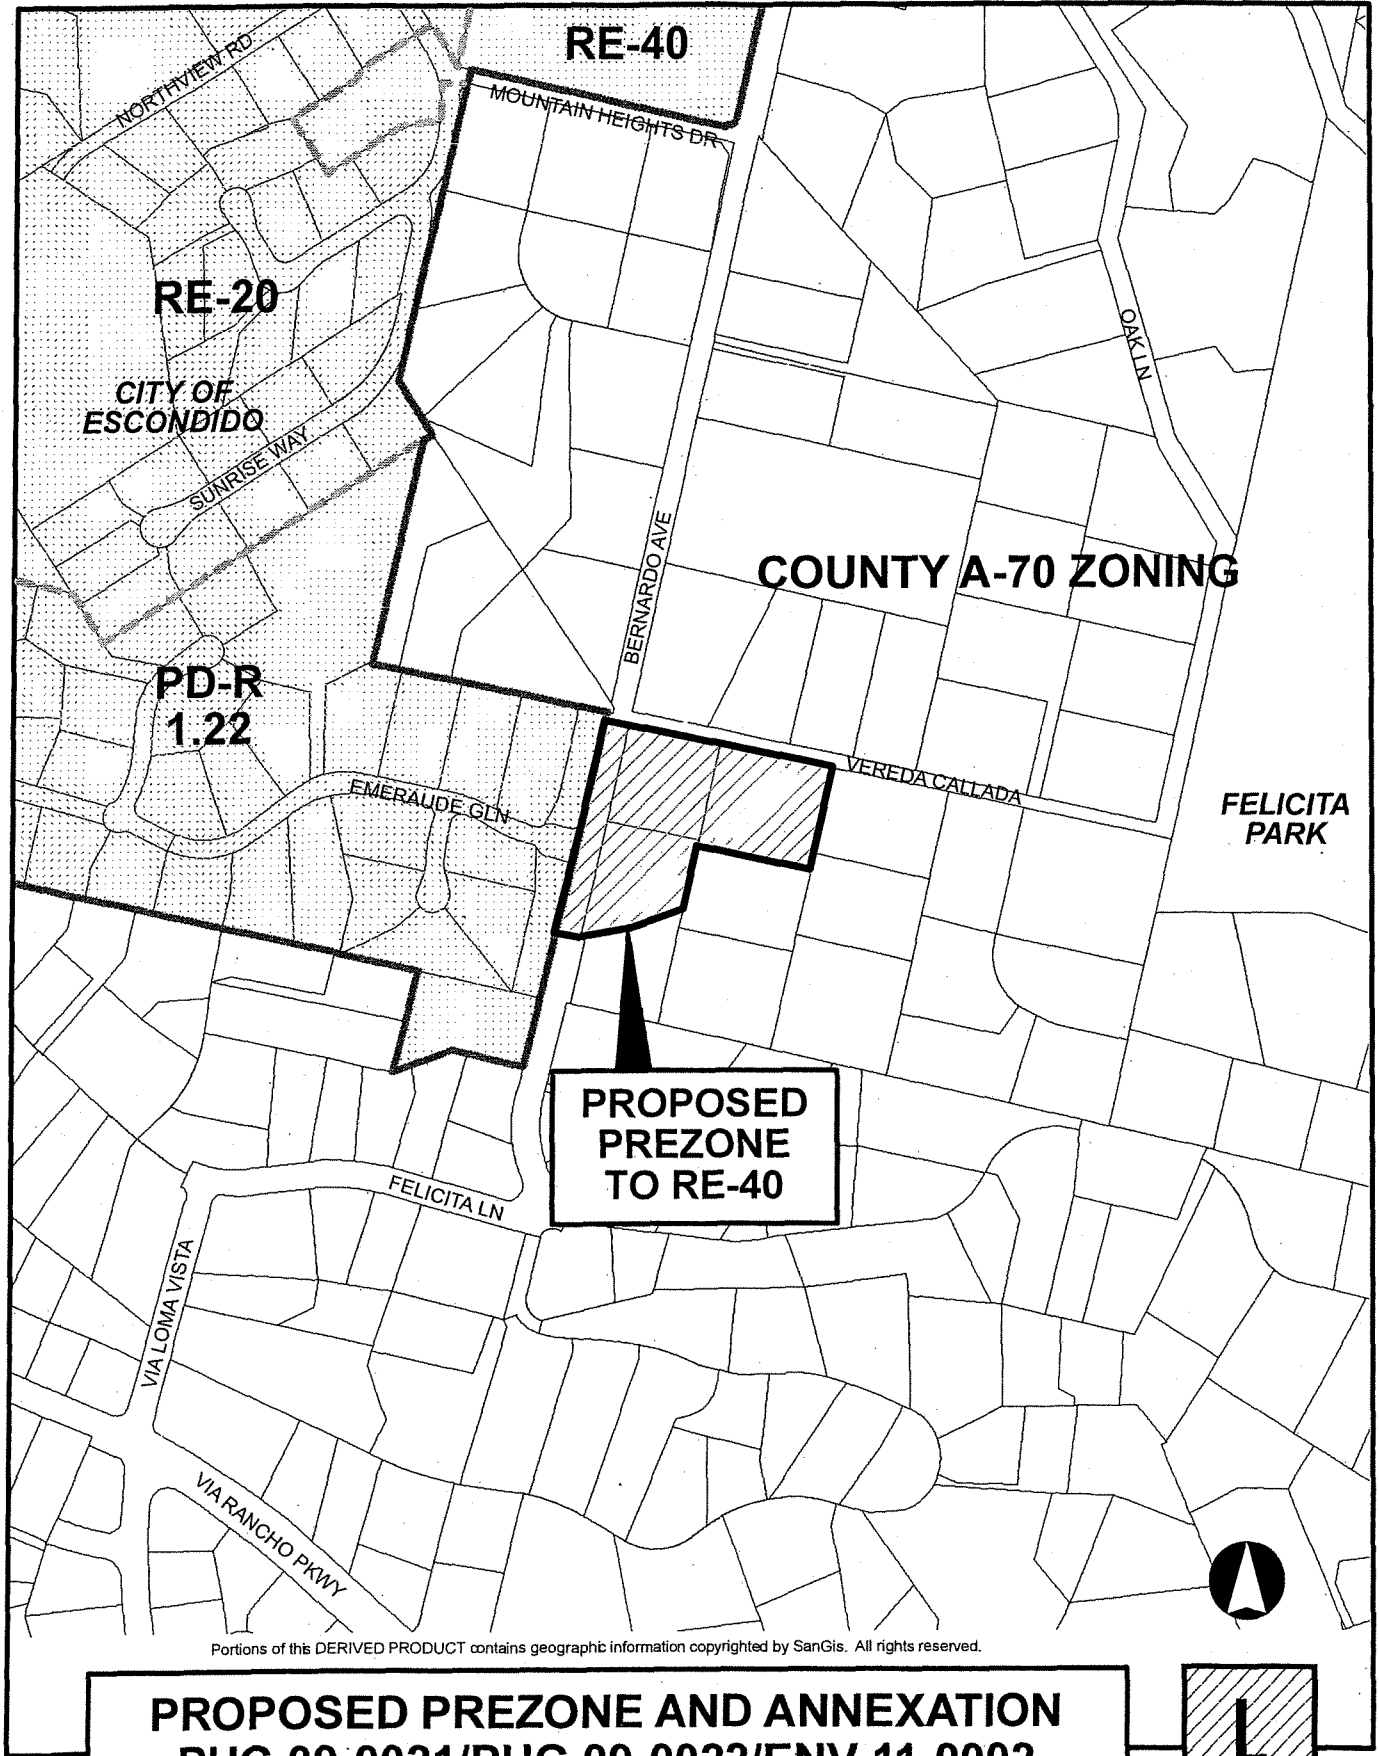 RE-40
NORTHVIEW RD
MOUNTAIN HEIGHTS DR
RE-20
OAK LN
CITY OF
ESCONDIDO
SUNRISE WAY
BERNARDO AVE
COUNTY A-70 ZONING
PD-R
1.22
EMERAUDE GLN
VEREDA CALLADA
FELICITA
PARK
PROPOSED
PREZONE
TO RE-40
FELICITA LN
VIA LOMA VISTA
VIA RANCHO PKWY
Portions of this DERIVED PRODUCT contains geographic information copyrighted by SanGis. All rights reserved.
PROPOSED PREZONE AND ANNEXATION